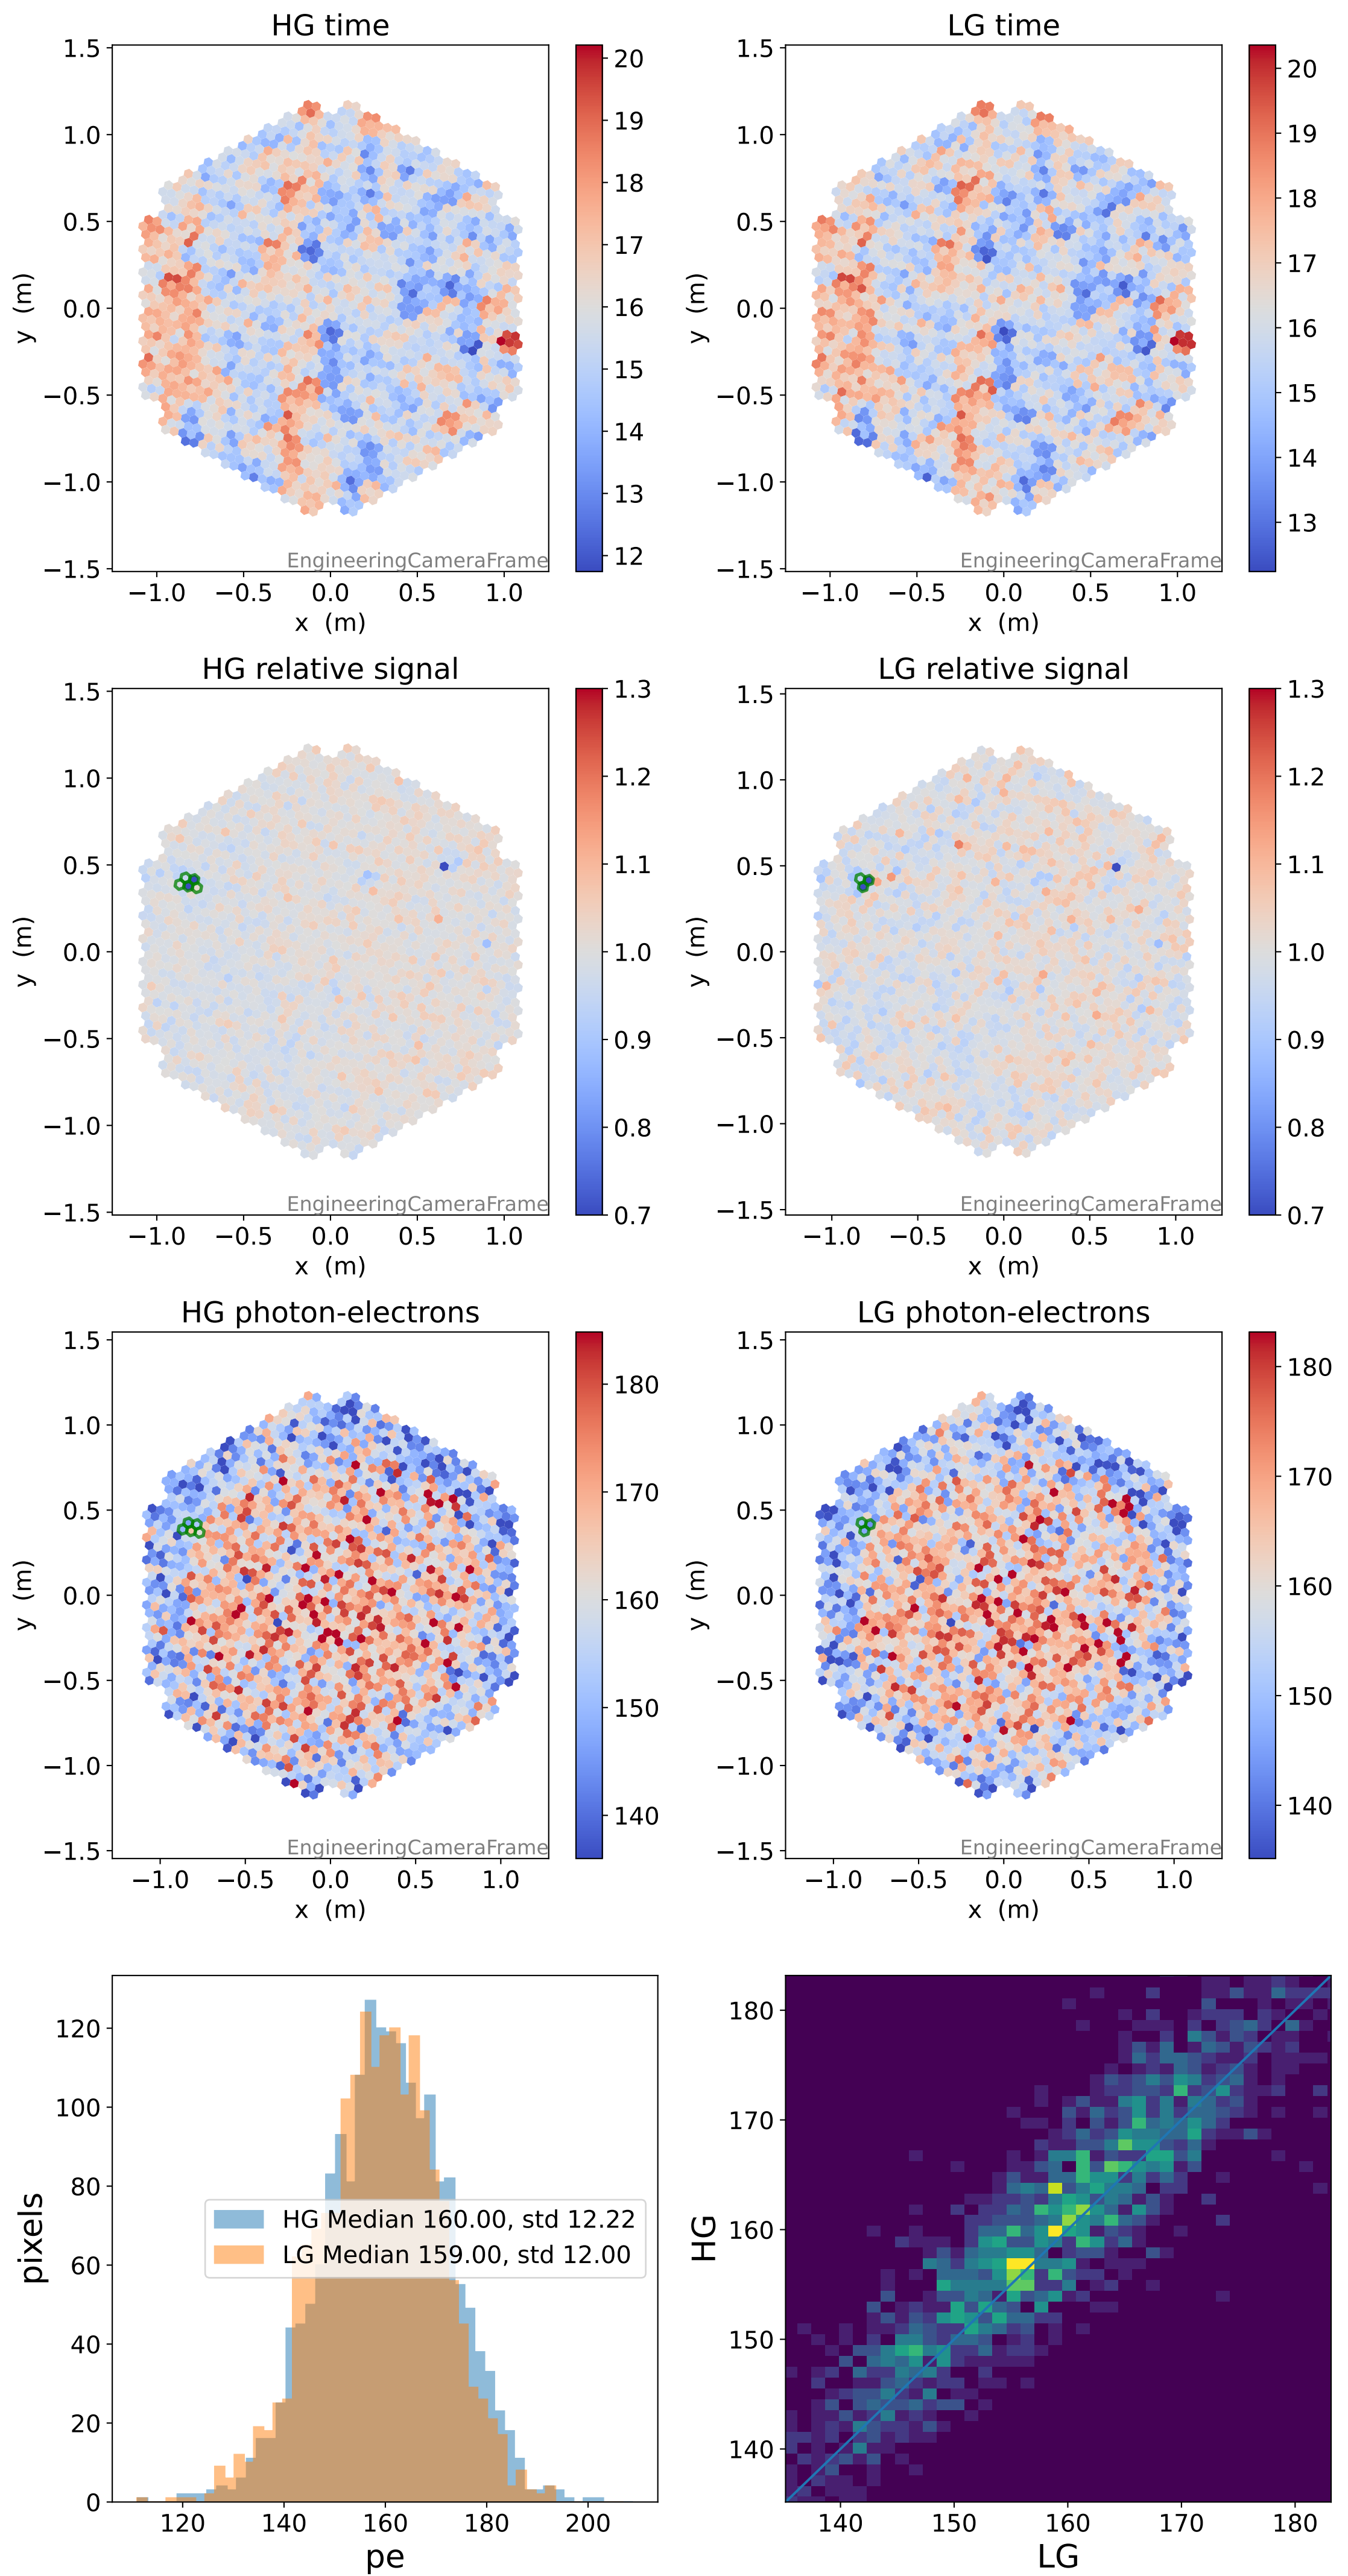 HG time
LG time
1.5
1.0
0.5
0.0
−0.5
−1.0
−1.5
y (m)
−1.0 −0.5 0.0 0.5 1.0
x (m)
EngineeringCameraFrame
20
19
18
17
16
15
14
13
12
1.5
1.0
0.5
0.0
−0.5
−1.0
−1.5
y (m)
−1.0 −0.5 0.0 0.5 1.0
x (m)
EngineeringCameraFrame
20
19
18
17
16
15
14
13
HG relative signal
LG relative signal
1.5
1.0
0.5
0.0
−0.5
−1.0
−1.5
y (m)
−1.0 −0.5 0.0 0.5 1.0
x (m)
EngineeringCameraFrame
1.3
1.2
1.1
1.0
0.9
0.8
0.7
1.5
1.0
0.5
0.0
−0.5
−1.0
−1.5
y (m)
−1.0 −0.5 0.0 0.5 1.0
x (m)
EngineeringCameraFrame
1.3
1.2
1.1
1.0
0.9
0.8
0.7
HG photon-electrons
LG photon-electrons
1.5
1.0
0.5
0.0
−0.5
−1.0
−1.5
y (m)
−1.0 −0.5 0.0 0.5 1.0
x (m)
EngineeringCameraFrame
180
170
160
150
140
1.5
1.0
0.5
0.0
−0.5
−1.0
−1.5
y (m)
−1.0 −0.5 0.0 0.5 1.0
x (m)
EngineeringCameraFrame
180
170
160
150
140
120
100
80
60
40
20
0
pixels
HG Median 160.00, std 12.22
LG Median 159.00, std 12.00
120 140 160 180 200
pe
180
170
160
150
140
HG
140 150 160 170 180
LG